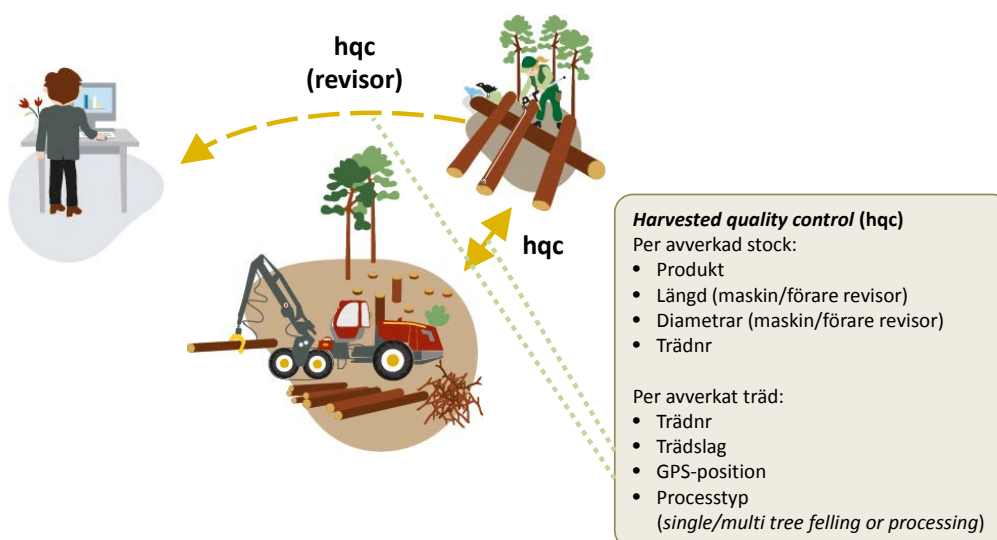 hqc
(revisor)
hqc
Harvested quality control (hqc)
Per avverkad stock:
• Produkt
• Längd (maskin/förare revisor)
• Diametrar (maskin/förare revisor)
• Trädnr
Per avverkat träd:
• Trädnr
• Trädslag
• GPS-position
• Processtyp
(single/multi tree felling or processing)